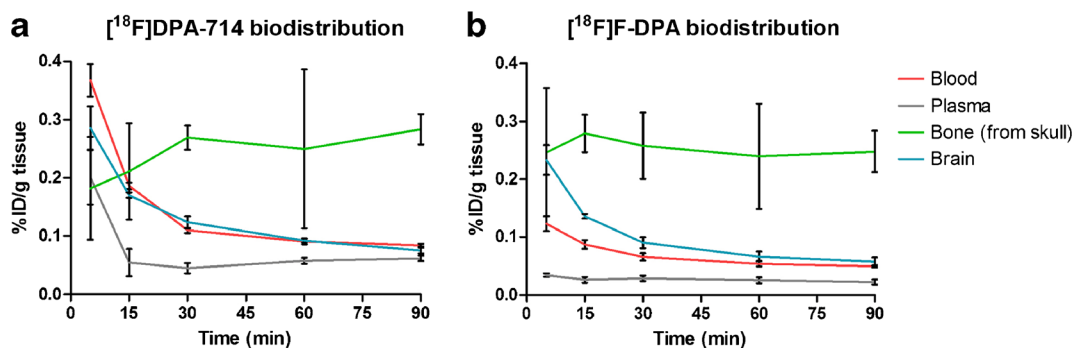 a [¹⁸F]DPA-714 biodistribution
%ID/g tissue
0.4
0.3
0.2
0.1
0.0
0 15 30 45 60 75 90
Time (min)
b [¹⁸F]F-DPA biodistribution
%ID/g tissue
0.4
0.3
0.2
0.1
0.0
0 15 30 45 60 75 90
Time (min)
Blood
Plasma
Bone (from skull)
Brain